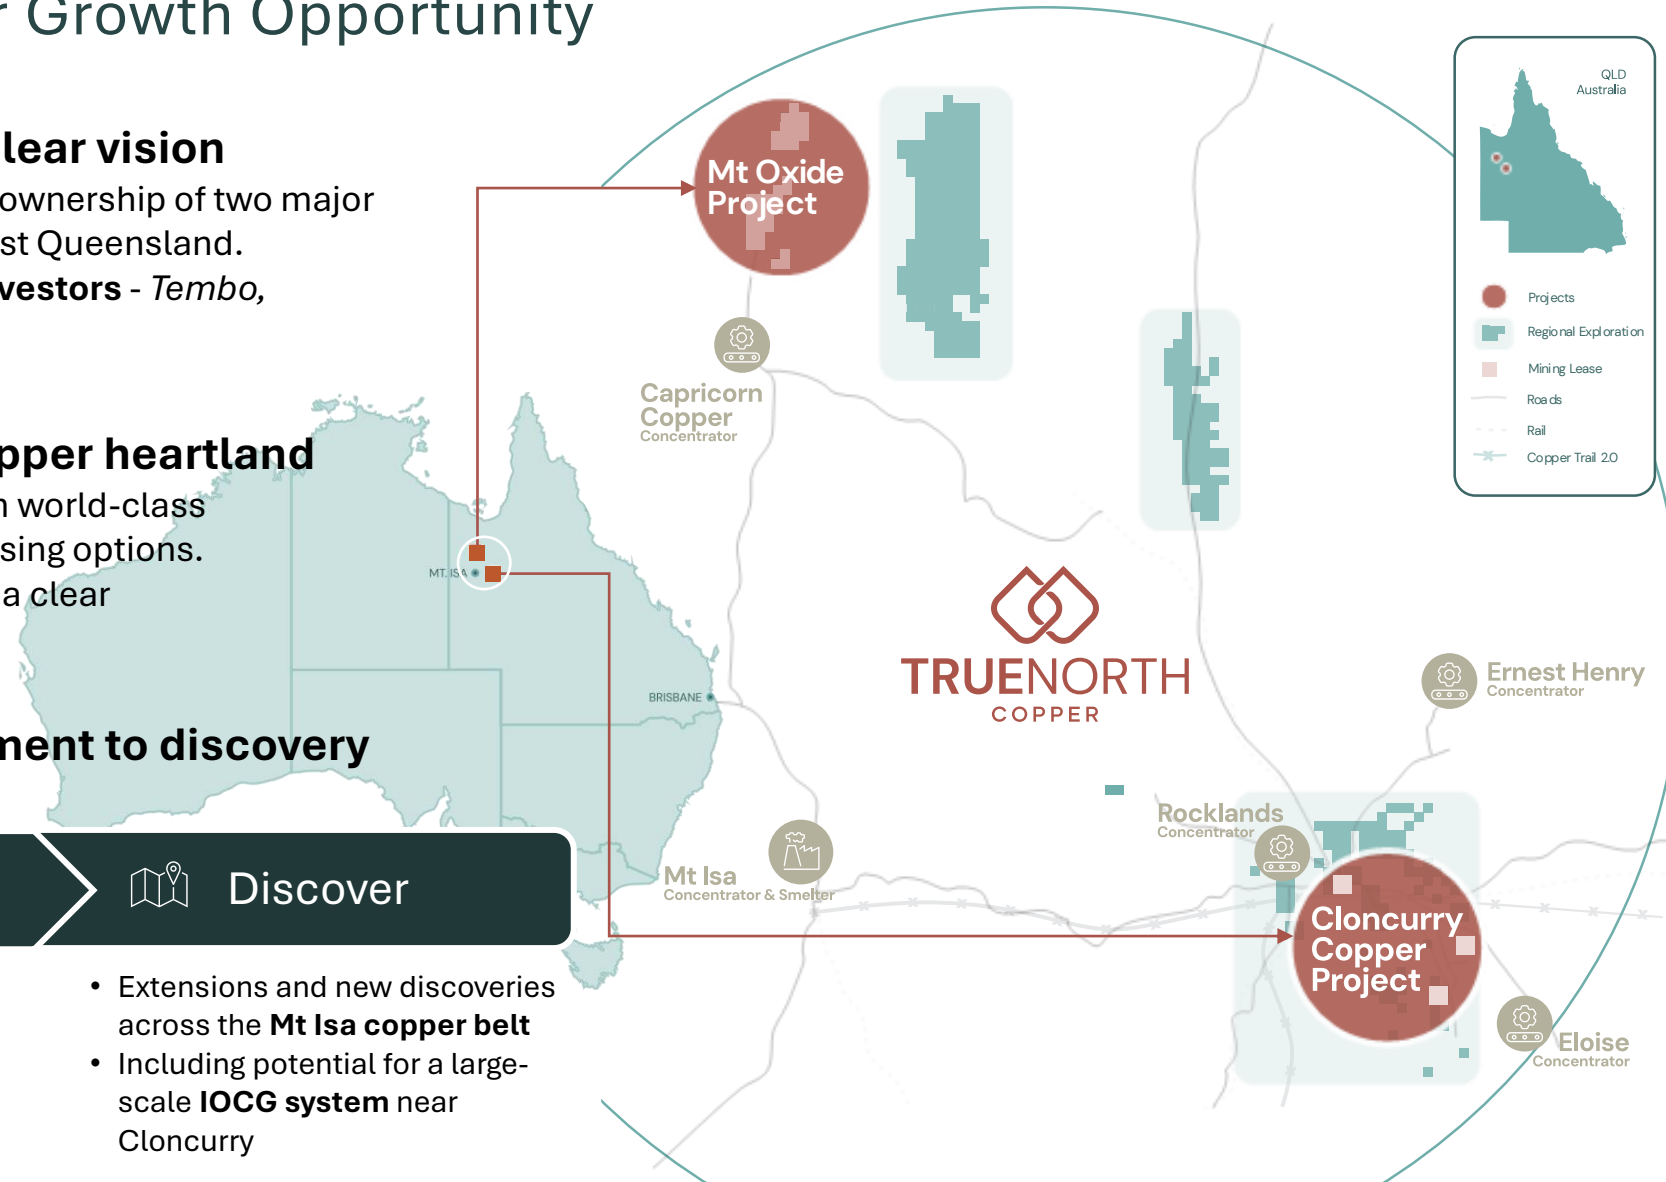 r Growth Opportunity
lear vision
ownership of two major
st Queensland.
vestors - Tembo,
pper heartland
n world-class
sing options.
a clear
ment to discovery
Discover
• Extensions and new discoveries
across the Mt Isa copper belt
• Including potential for a large-
scale IOCG system near
Cloncurry
MT. ISA
BRISBANE
Mt Oxide
Project
Capricorn
Copper
Concentrator
TRUENORTH
COPPER
Ernest Henry
Concentrator
Rocklands
Concentrator
Mt Isa
Concentrator & Smelter
Cloncurry
Copper
Project
Eloise
Concentrator
QLD
Australia
Projects
Regional Exploration
Mining Lease
Roads
Rail
Copper Trail 2.0